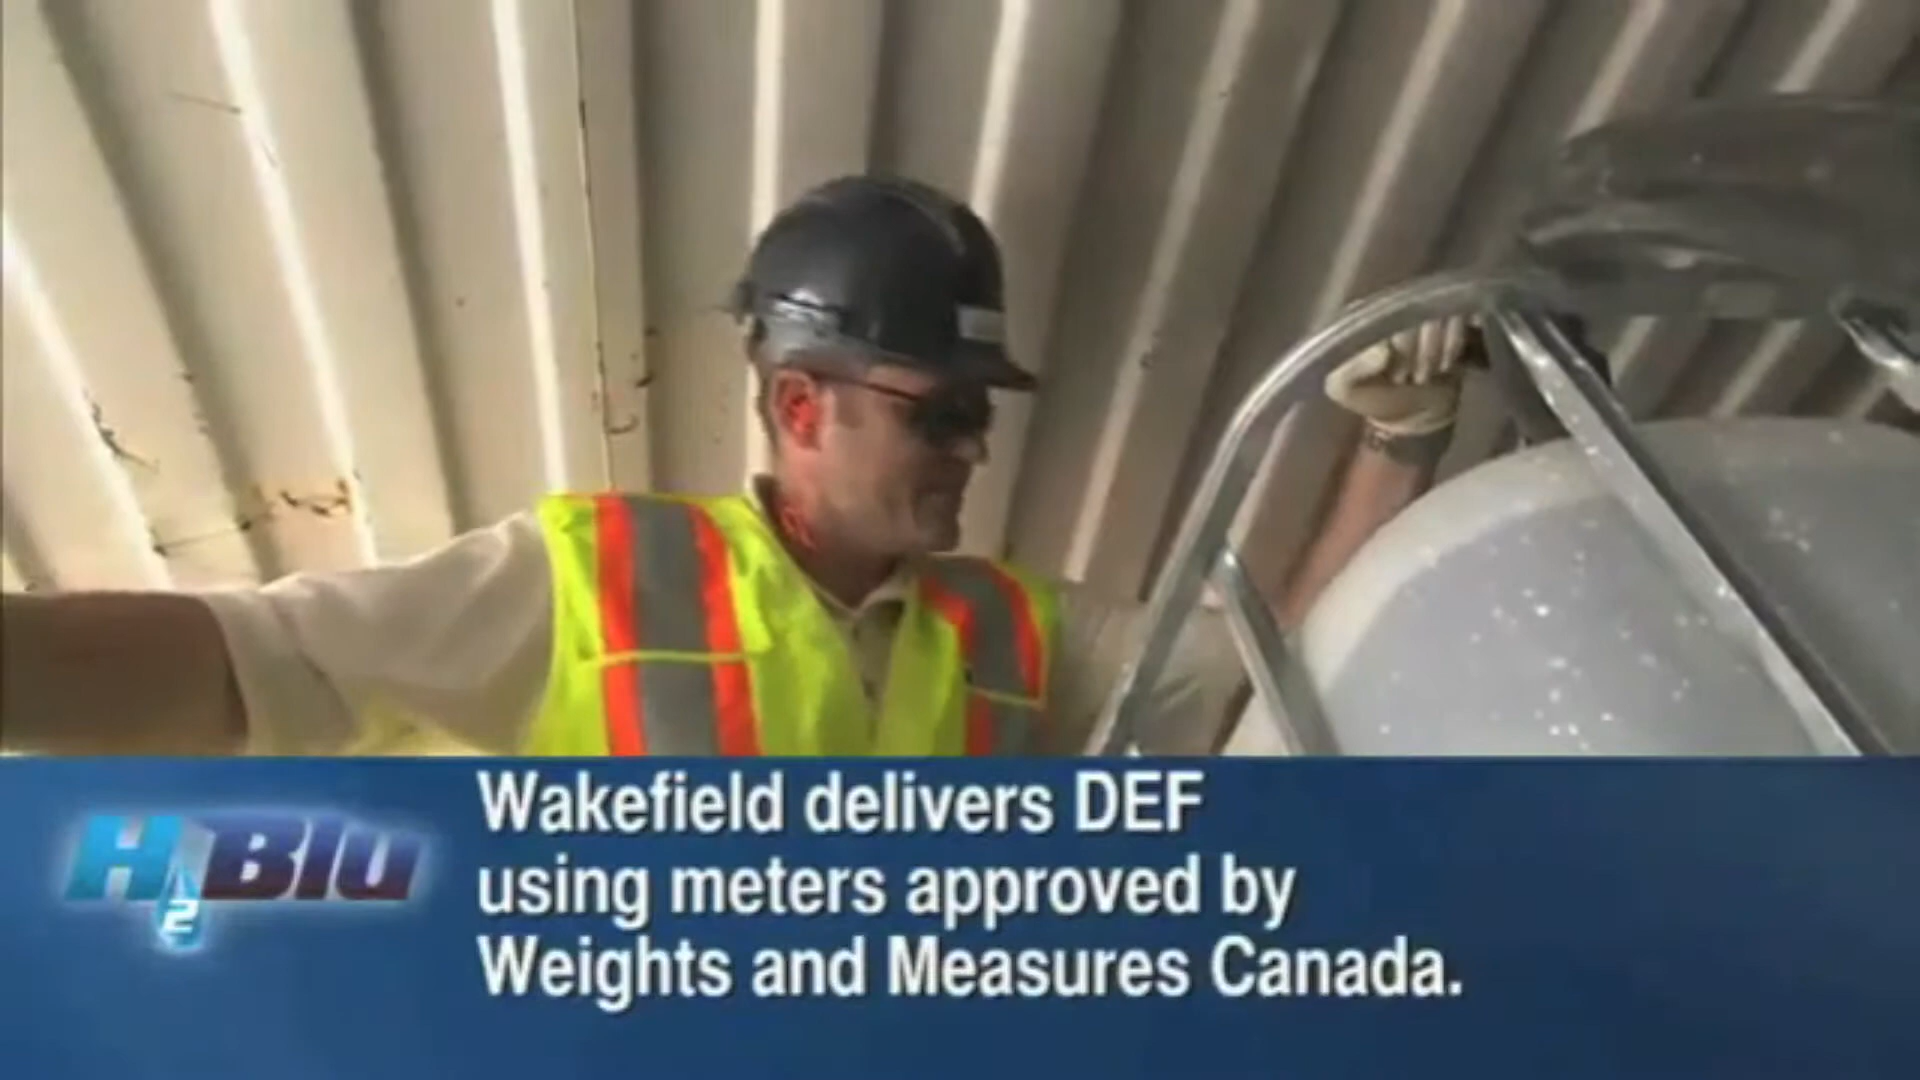 H2Blu
Wakefield delivers DEF
using meters approved by
Weights and Measures Canada.